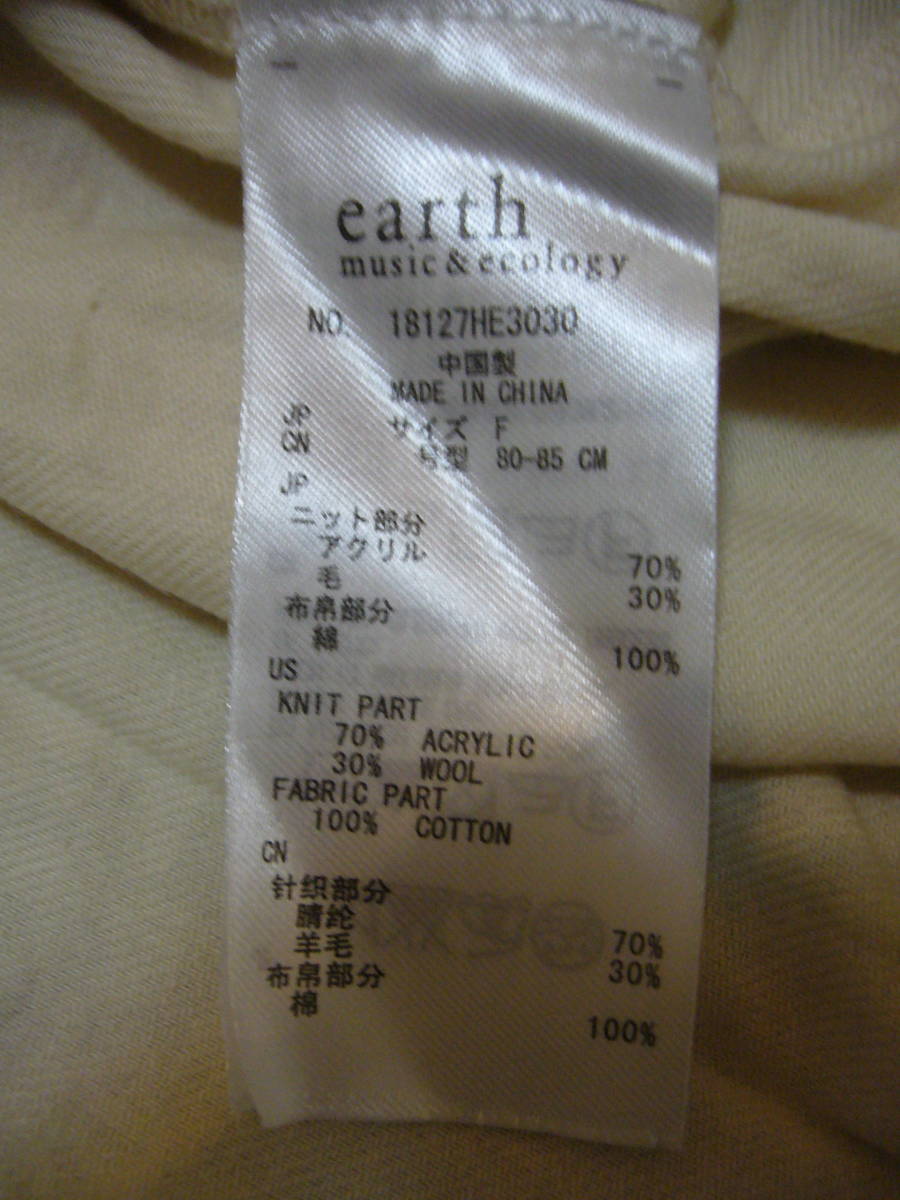 earth
music & ecology
NO. 18127HE3030
中国製
MADE IN CHINA
JP サイズ F
CN 号型 80-85 CM
JP
ニット部分
アクリル 70%
毛 30%
布帛部分
綿 100%
US
KNIT PART
70% ACRYLIC
30% WOOL
FABRIC PART
100% COTTON
CN
针织部分
腈纶 70%
羊毛 30%
布帛部分
棉 100%